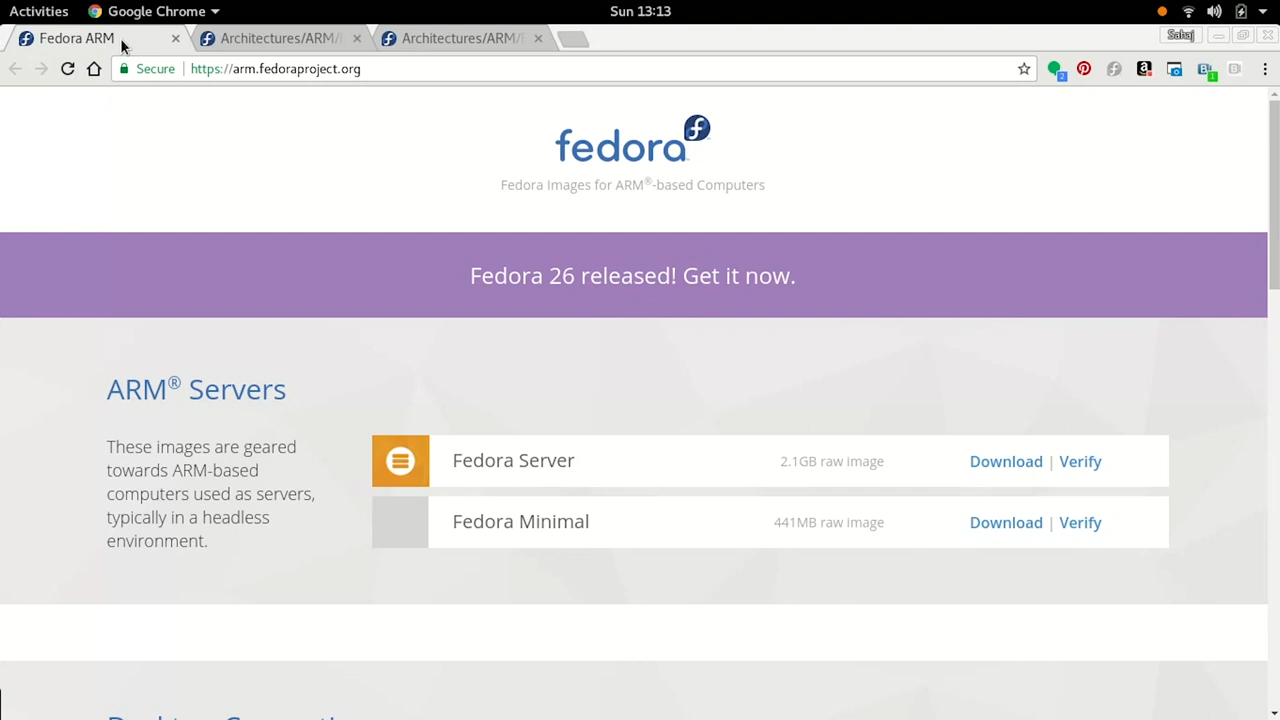 Activities Google Chrome Sun 13:13
Fedora ARM Architectures/ARM/ Architectures/ARM/ Sahaj
Secure https://arm.fedoraproject.org 2 1
fedora
Fedora Images for ARM®-based Computers
Fedora 26 released! Get it now.
ARM® Servers
These images are geared
towards ARM-based
computers used as servers,
typically in a headless
environment.
Fedora Server 2.1GB raw image Download | Verify
Fedora Minimal 441MB raw image Download | Verify